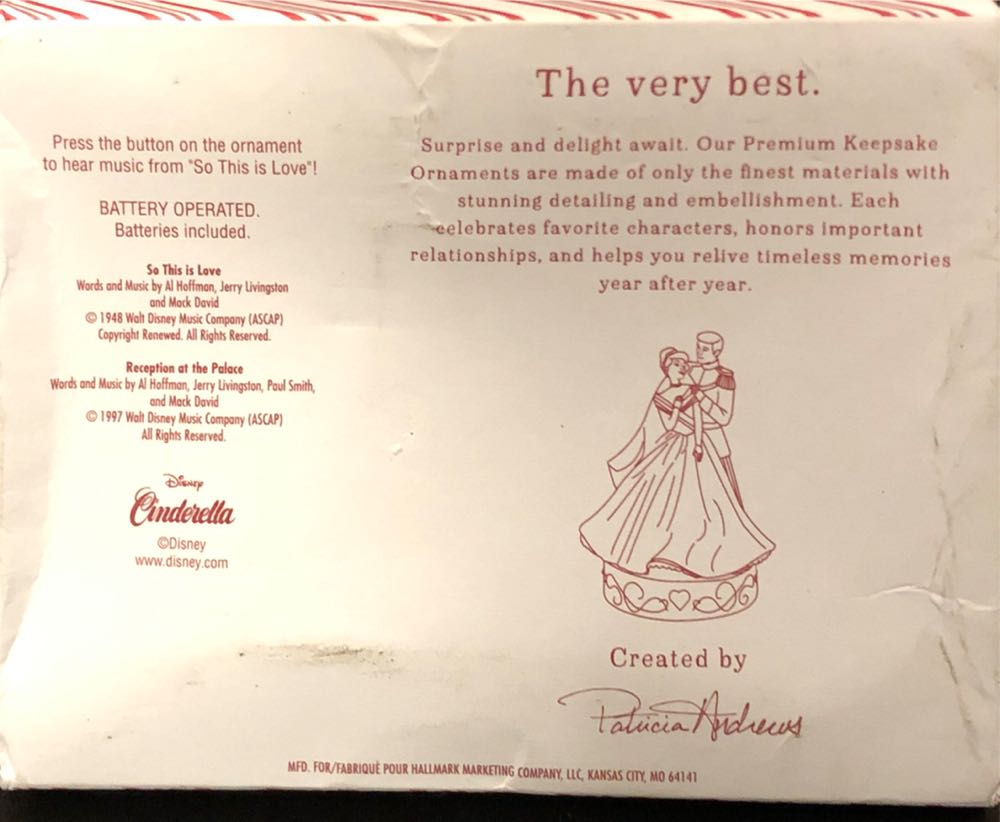 The very best.
Surprise and delight await. Our Premium Keepsake
Ornaments are made of only the finest materials with
stunning detailing and embellishment. Each
celebrates favorite characters, honors important
relationships, and helps you relive timeless memories
year after year.
Press the button on the ornament
to hear music from "So This is Love"!
BATTERY OPERATED.
Batteries included.
So This is Love
Words and Music by Al Hoffman, Jerry Livingston
and Mack David
© 1948 Walt Disney Music Company (ASCAP)
Copyright Renewed. All Rights Reserved.
Reception at the Palace
Words and Music by Al Hoffman, Jerry Livingston, Paul Smith,
and Mack David
© 1997 Walt Disney Music Company (ASCAP)
All Rights Reserved.
Disney
Cinderella
©Disney
www.disney.com
Created by
Patricia Andrews
MFD. FOR/FABRIQUÉ POUR HALLMARK MARKETING COMPANY, LLC, KANSAS CITY, MO 64141